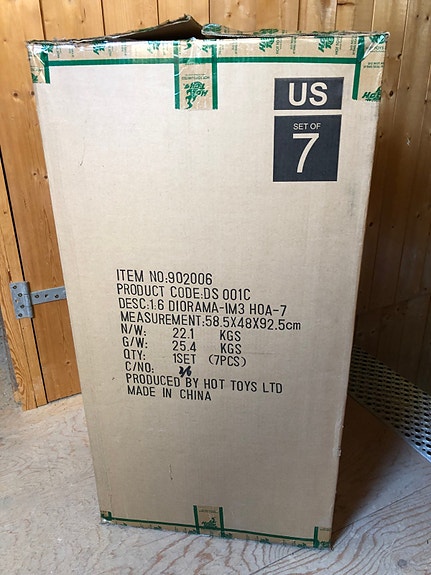 HOT TOYS
US
SET OF
7
ITEM NO:902006
PRODUCT CODE:DS 001C
DESC:1:6 DIORAMA-IM3 HOA-7
MEASUREMENT:58.5X48X92.5cm
N/W: 22.1 KGS
G/W: 25.4 KGS
QTY: 1SET (7PCS)
C/NO:
PRODUCED BY HOT TOYS LTD
MADE IN CHINA